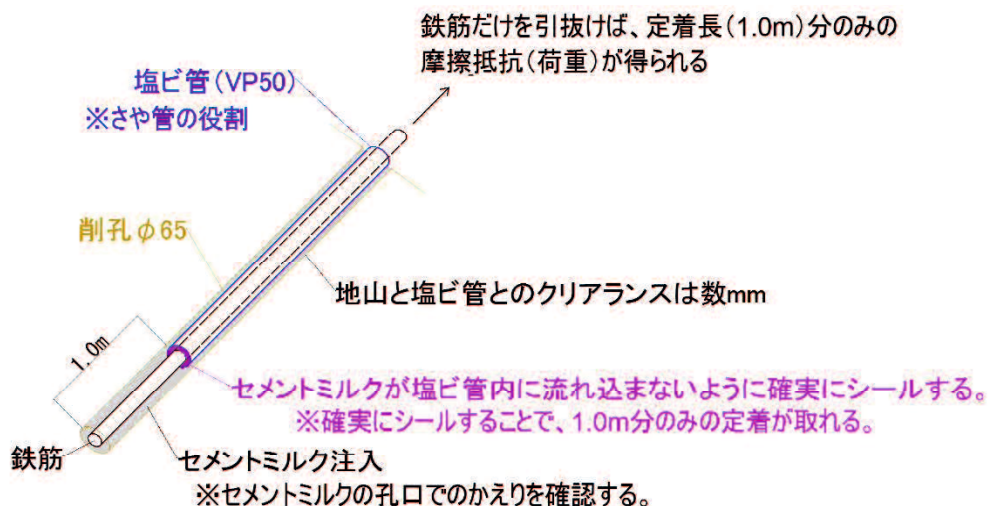 鉄筋だけを引抜けば、定着長(1.0m)分のみの
摩擦抵抗(荷重)が得られる
塩ビ管(VP50)
※さや管の役割
削孔φ65
地山と塩ビ管とのクリアランスは数mm
1.0m
セメントミルクが塩ビ管内に流れ込まないように確実にシールする。
※確実にシールすることで、1.0m分のみの定着が取れる。
鉄筋
セメントミルク注入
※セメントミルクの孔口でのかえりを確認する。